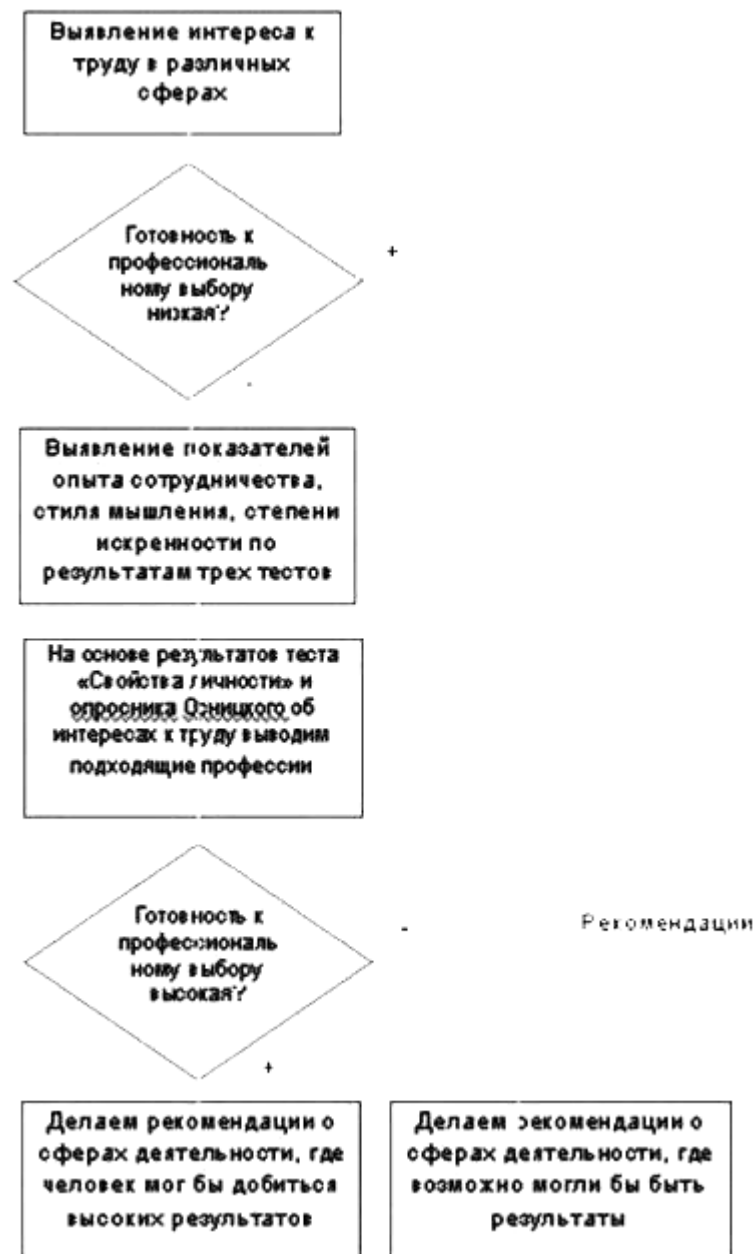 Выявление интереса к
труду в различных
сферах
Готовность к
профессиональ
ному выбору
низкая?
+
-
Выявление показателей
опыта сотрудничества,
стиля мышления, степени
искренности по
результатам трех тестов
На основе результатов теста
«Свойства личности» и
опросника об
интересах к труду выводим
подходящие профессии
Готовность к
профессиональ
ному выбору
высокая?
-
Рекомендации
+
Делаем рекомендации о
сферах деятельности, где
человек мог бы добиться
высоких результатов
Делаем рекомендации о
сферах деятельности, где
возможно могли бы быть
результаты